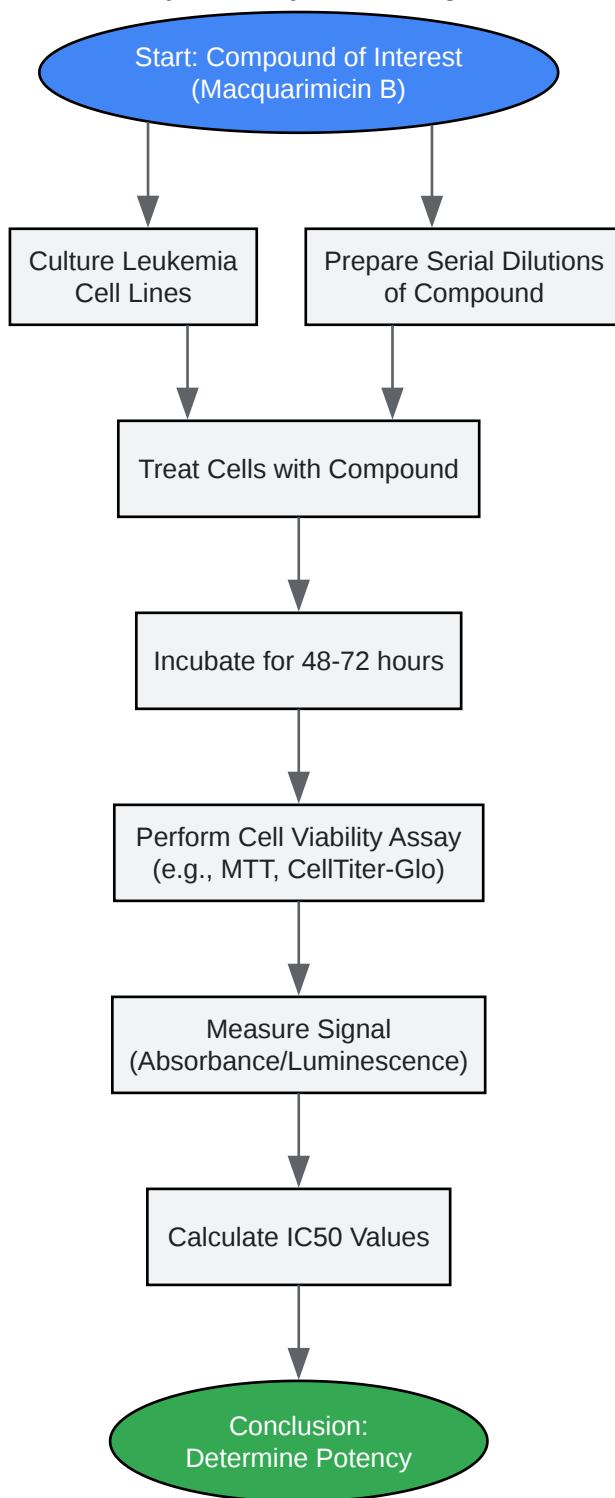 Start: Compound of Interest
(Macquarimicin B)
Culture Leukemia
Cell Lines
Prepare Serial Dilutions
of Compound
Treat Cells with Compound
Incubate for 48-72 hours
Perform Cell Viability Assay
(e.g., MTT, CellTiter-Glo)
Measure Signal
(Absorbance/Luminescence)
Calculate IC50 Values
Conclusion:
Determine Potency